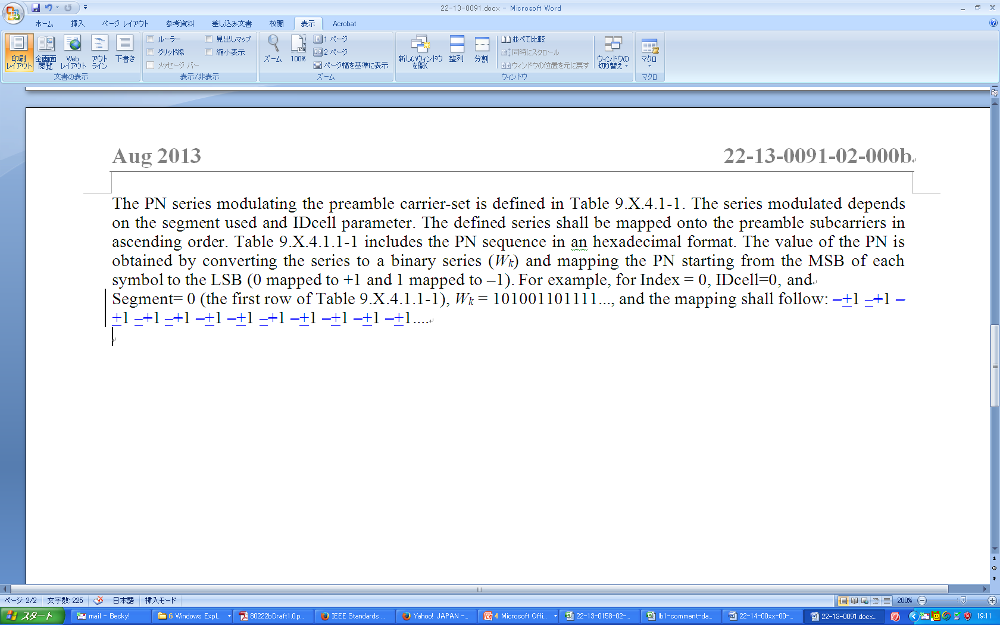 22-13-0091.docx - Microsoft Word
ホーム 挿入 ページ レイアウト 参考資料 差し込み文書 校閲 表示 Acrobat
印刷レイアウト 全画面閲覧 Web レイアウト アウトライン 下書き
文書の表示
ルーラー 見出しマップ
グリッド線 縮小表示
メッセージ バー
表示/非表示
ズーム 100% 1 ページ
2 ページ
ページ幅を基準に表示
ズーム
新しいウィンドウを開く 整列 分割 並べて比較
同時にスクロール
ウィンドウの位置を元に戻す
ウィンドウの切り替え
ウィンドウ
マクロ
マクロ
Aug 2013 22-13-0091-02-000b
The PN series modulating the preamble carrier-set is defined in Table 9.X.4.1-1. The series modulated depends
on the segment used and IDcell parameter. The defined series shall be mapped onto the preamble subcarriers in
ascending order. Table 9.X.4.1.1-1 includes the PN sequence in an hexadecimal format. The value of the PN is
obtained by converting the series to a binary series (Wk) and mapping the PN starting from the MSB of each
symbol to the LSB (0 mapped to +1 and 1 mapped to –1). For example, for Index = 0, IDcell=0, and
Segment= 0 (the first row of Table 9.X.4.1.1-1), Wk = 101001101111..., and the mapping shall follow: –+1 –+1 –
+1 –+1 –+1 –+1 –+1 –+1 –+1 –+1 –+1 –+1....
ページ: 2/2 文字数: 225 日本語 挿入モード 200%
スタート mail - Becky! 6 Windows Expl... 80222bDraft1.0.p... IEEE Standards ... Yahoo! JAPAN -... 4 Microsoft Offi... 22-13-0158-02-... lb1-comment-da... 22-14-00xx-00-... 22-13-0091.docx... 19:11